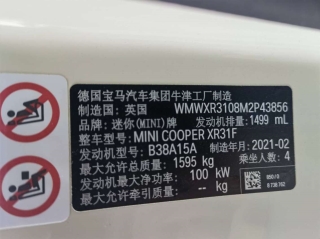 德国宝马汽车集团牛津工厂制造
制造国：英国 WMWXR3108M2P43856
品牌：迷你(MINI)牌 发动机排量：1499 mL
整车型号：MINI COOPER XR31F
发动机型号：B38A15A 制造年月：2021-02
最大允许总质量：1595 kg 乘坐人数：4
发动机最大净功率：100 kW
最大允许牵引质量：-- kg